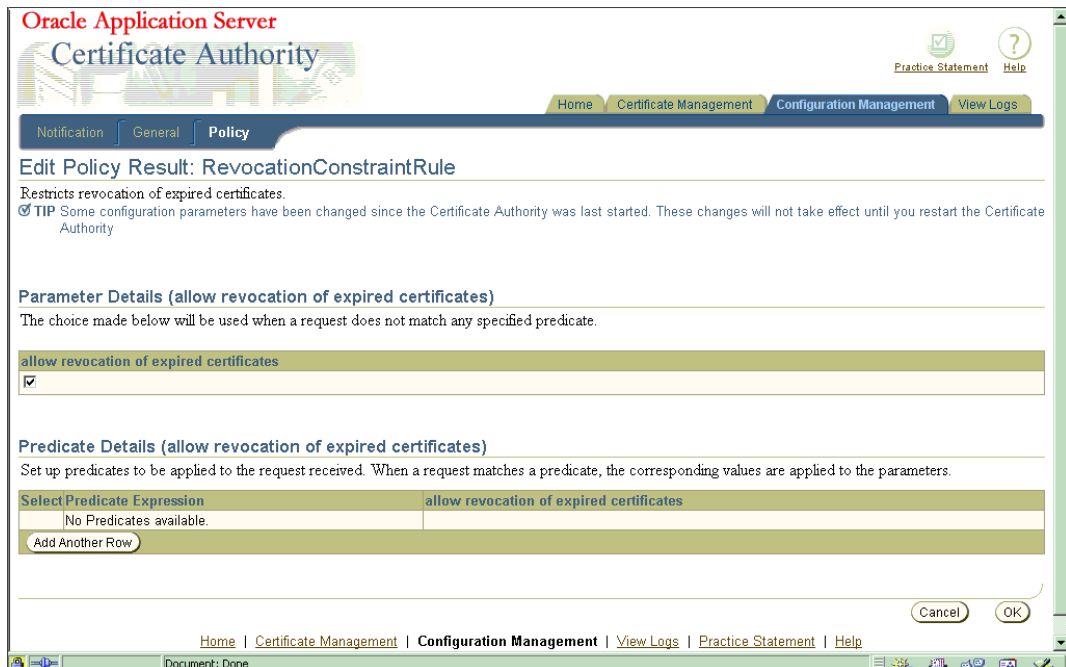 Oracle Application Server
Certificate Authority
Practice Statement
?
Help
Home Certificate Management Configuration Management View Logs
Notification General Policy
Edit Policy Result: RevocationConstraintRule
Restricts revocation of expired certificates.
TIP Some configuration parameters have been changed since the Certificate Authority was last started. These changes will not take effect until you restart the Certificate
Authority
Parameter Details (allow revocation of expired certificates)
The choice made below will be used when a request does not match any specified predicate.
allow revocation of expired certificates
Predicate Details (allow revocation of expired certificates)
Set up predicates to be applied to the request received. When a request matches a predicate, the corresponding values are applied to the parameters.
Select Predicate Expression allow revocation of expired certificates
No Predicates available.
Add Another Row
Cancel OK
Home | Certificate Management | Configuration Management | View Logs | Practice Statement | Help
Document: Done